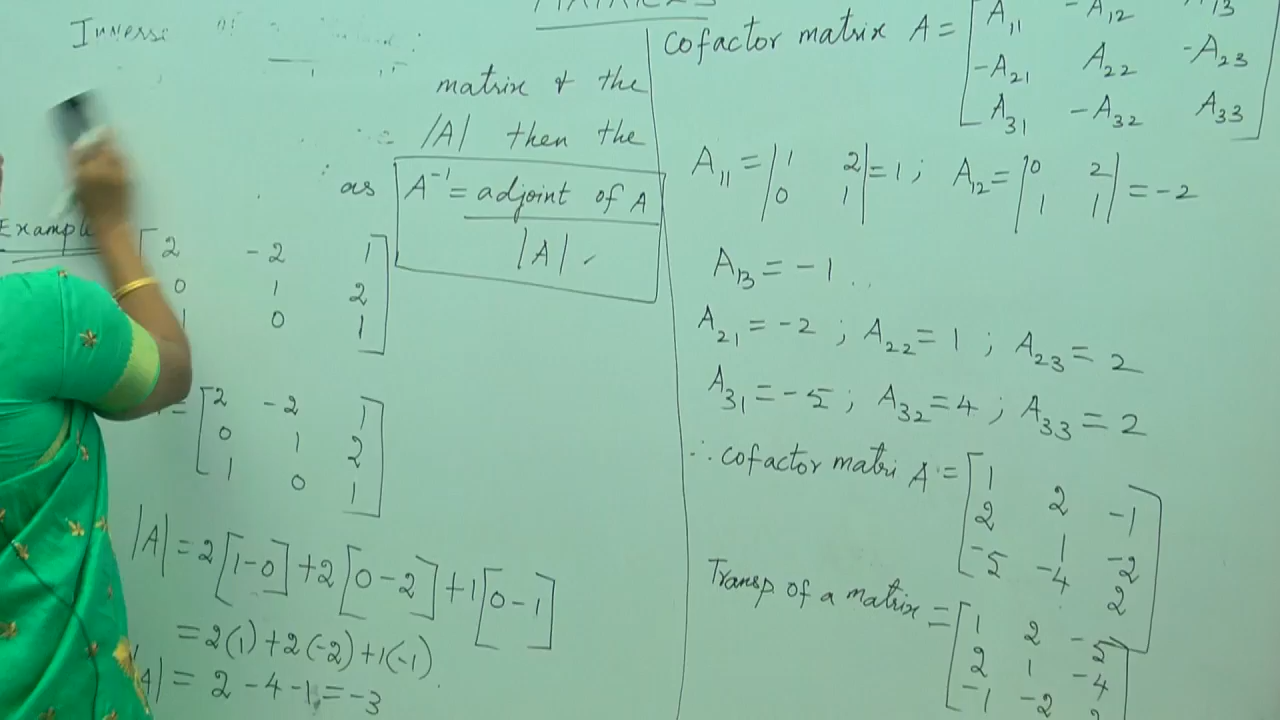 MATRICES
Inverse
matrix & the
|A| then the
as A⁻¹ = adjoint of A
|A|
Example
2 -2 1
0 1 2
1 0 1
= [2 -2 1
0 1 2
1 0 1]
|A| = 2[1-0] + 2[0-2] + 1[0-1]
= 2(1) + 2(-2) + 1(-1)
|A| = 2 - 4 - 1 = -3
Cofactor matrix A = [A₁₁ -A₁₂ A₁₃
-A₂₁ A₂₂ -A₂₃
A₃₁ -A₃₂ A₃₃]
A₁₁ = |1 2| = 1 ; A₁₂ = |0 2| = -2
0 1 1 1
A₁₃ = -1
A₂₁ = -2 ; A₂₂ = 1 ; A₂₃ = 2
A₃₁ = -5 ; A₃₂ = 4 ; A₃₃ = 2
∴ cofactor matri A = [1 2 -1
2 1 -2
-5 -4 2]
Transp. of a matrix = [1 2 -5
2 1 -4
-1 -2 2]